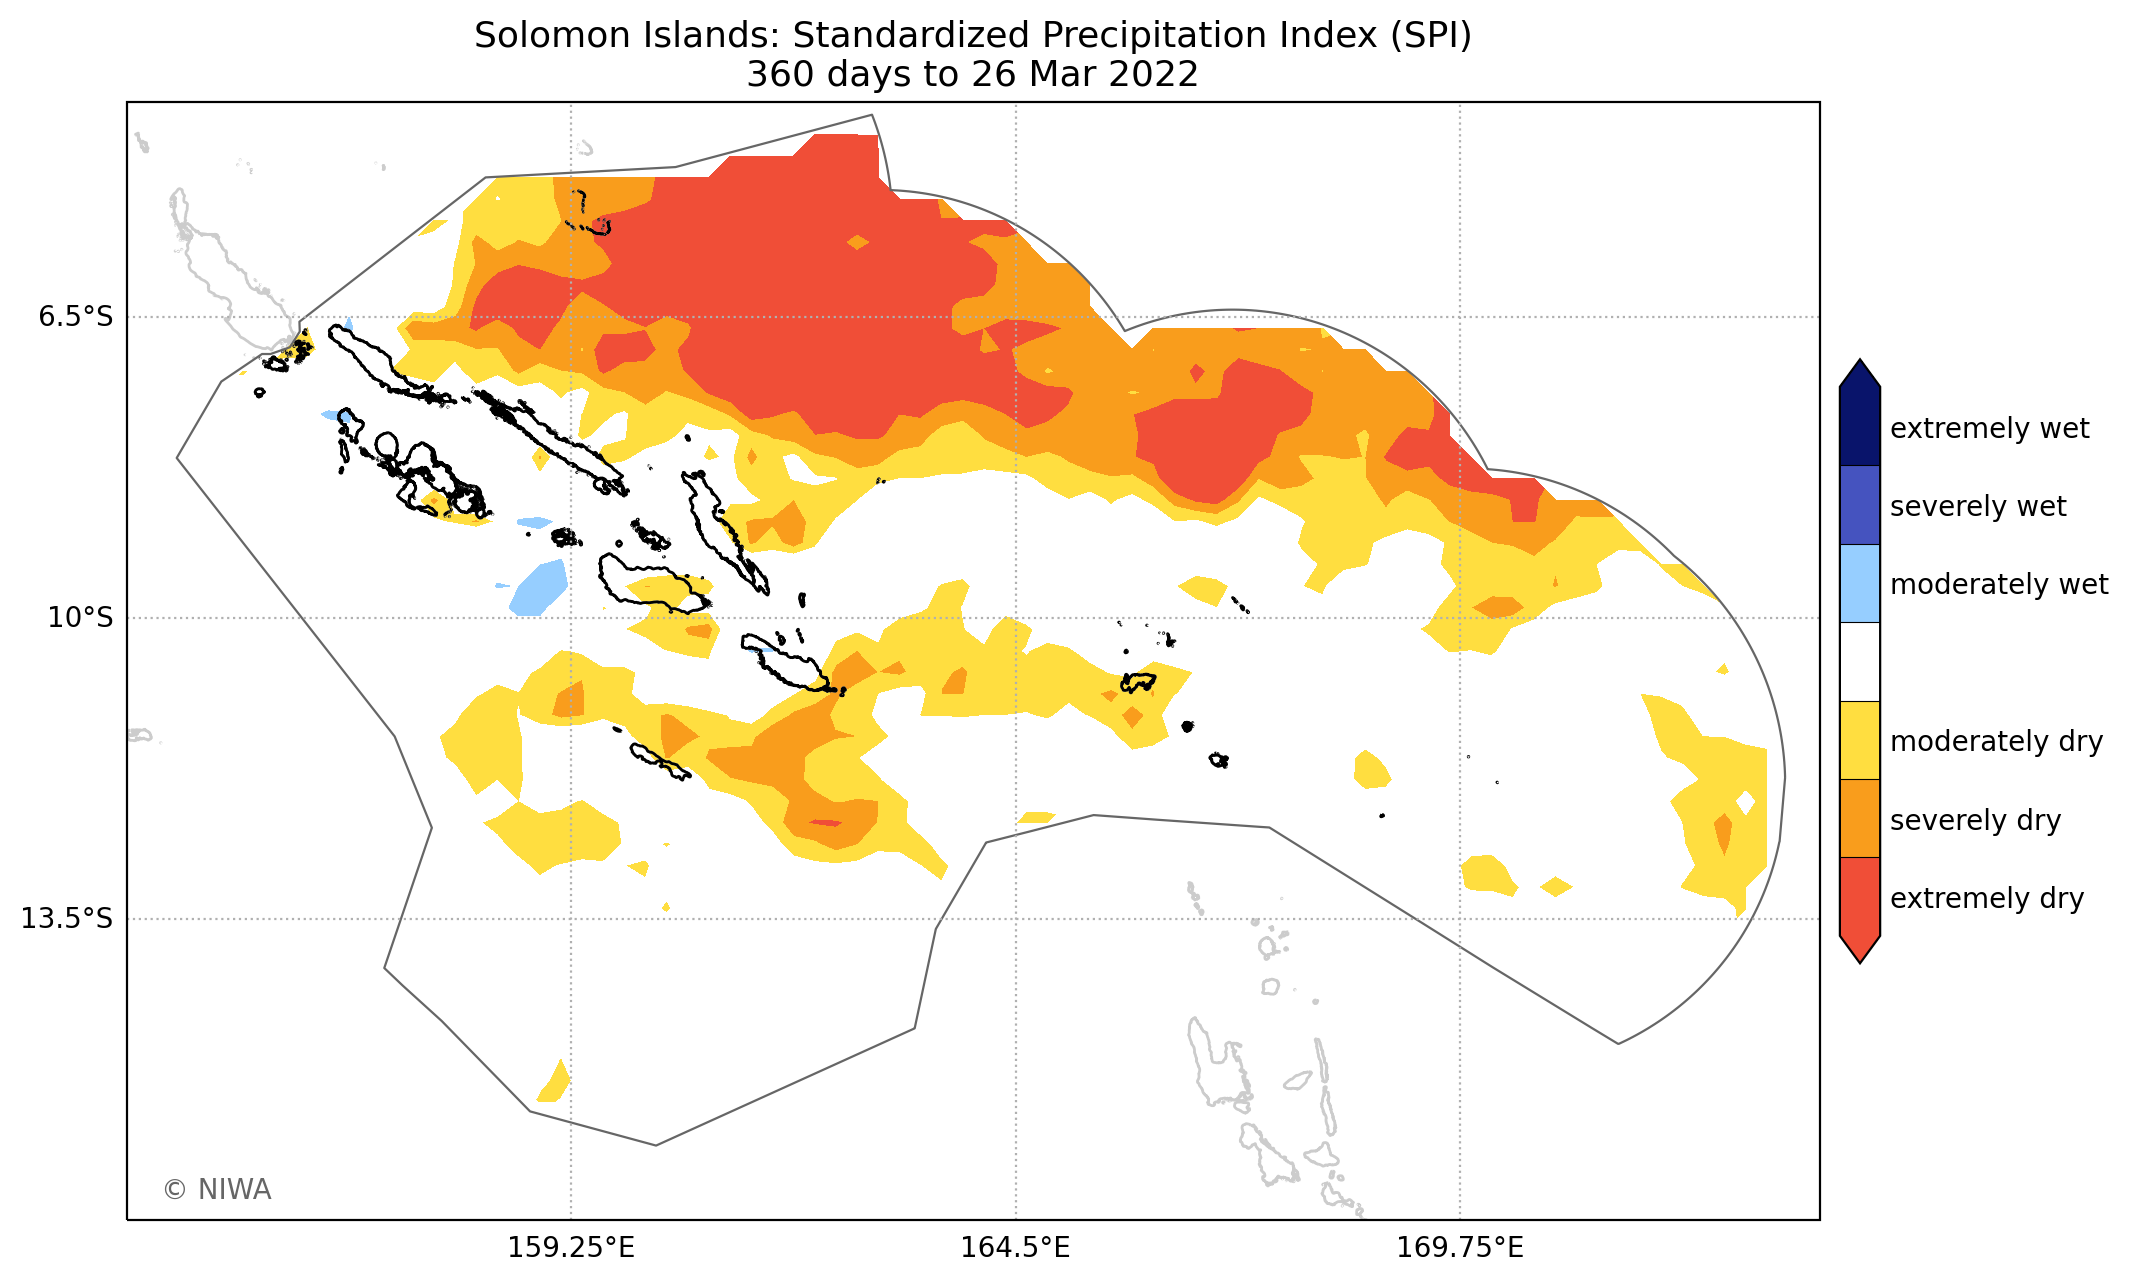 Solomon Islands: Standardized Precipitation Index (SPI)
360 days to 26 Mar 2022
6.5°S
10°S
13.5°S
159.25°E
164.5°E
169.75°E
extremely wet
severely wet
moderately wet
moderately dry
severely dry
extremely dry
© NIWA